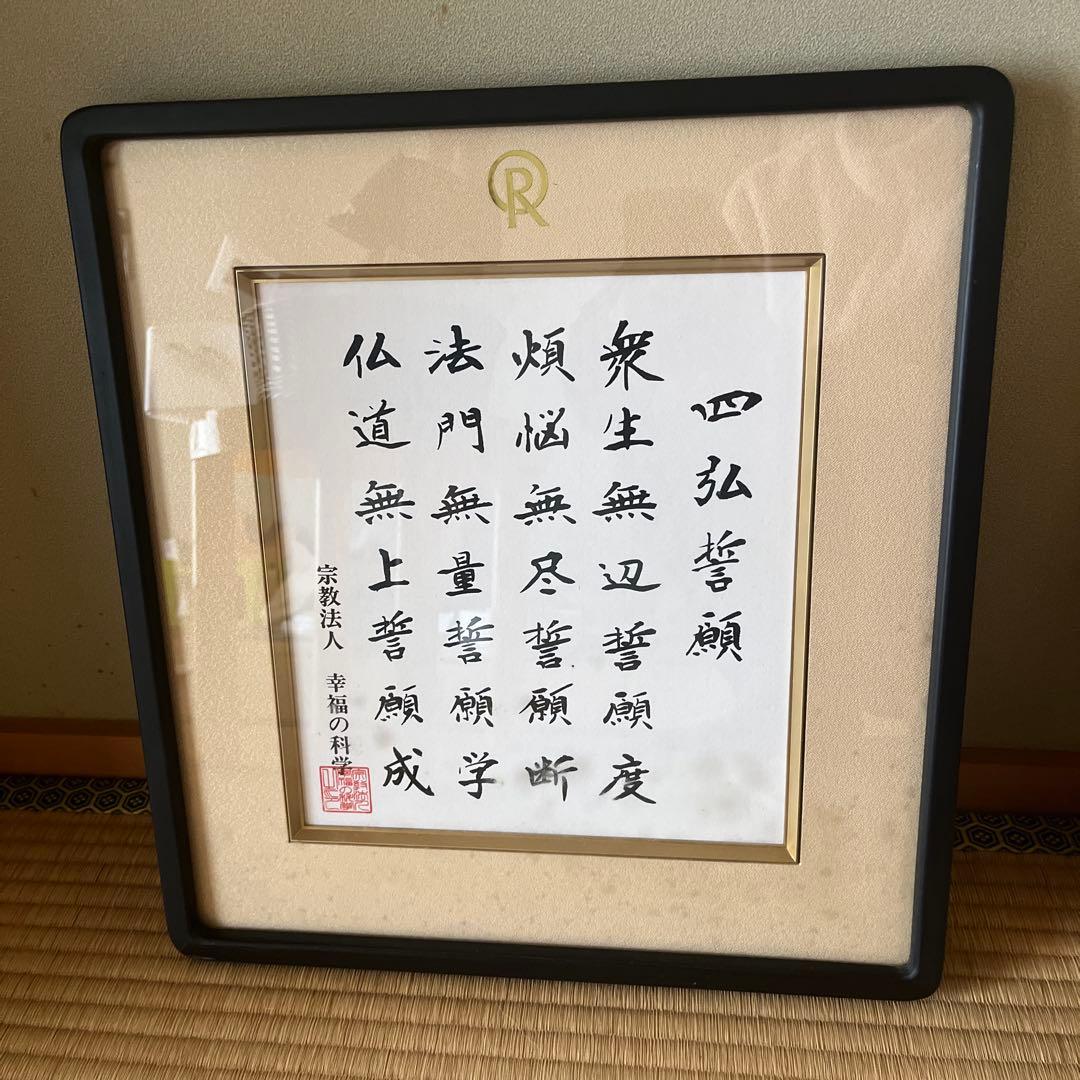 四弘誓願
衆生無辺誓願度
煩悩無尽誓願断
法門無量誓願学
仏道無上誓願成
宗教法人 幸福の科学